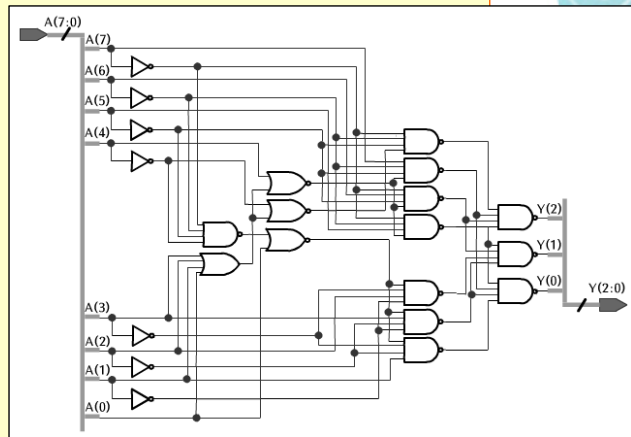 A(7:0)
A(7)
A(6)
A(5)
A(4)
Y(2)
Y(1)
Y(0)
Y(2:0)
A(3)
A(2)
A(1)
A(0)